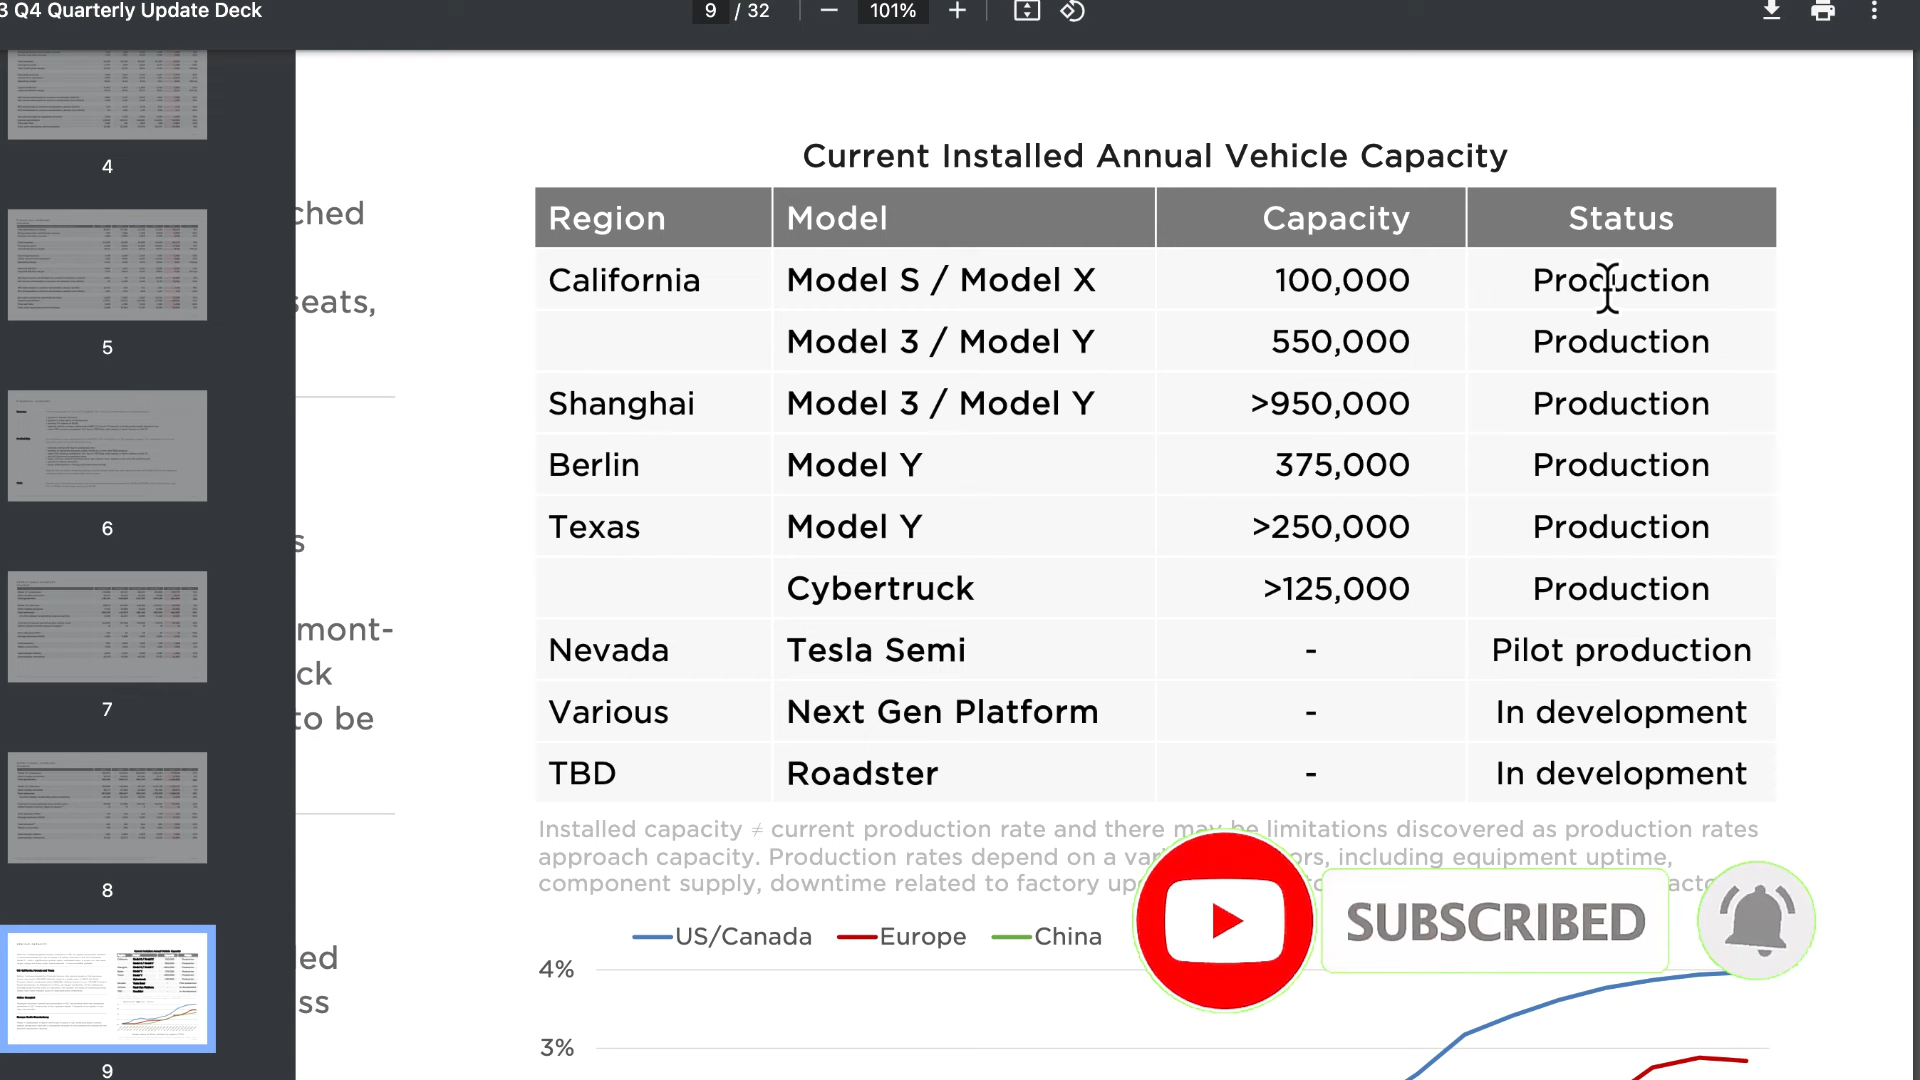 3 Q4 Quarterly Update Deck
9 / 32
101%
4
5
6
7
8
9
ched
seats,
s
mont-
ck
to be
ed
ss
Current Installed Annual Vehicle Capacity
Region Model Capacity Status
California Model S / Model X 100,000 Production
Model 3 / Model Y 550,000 Production
Shanghai Model 3 / Model Y >950,000 Production
Berlin Model Y 375,000 Production
Texas Model Y >250,000 Production
Cybertruck >125,000 Production
Nevada Tesla Semi - Pilot production
Various Next Gen Platform - In development
TBD Roadster - In development
Installed capacity ≠ current production rate and there may be limitations discovered as production rates
approach capacity. Production rates depend on a var ors, including equipment uptime,
component supply, downtime related to factory up
US/Canada Europe China
SUBSCRIBED
4%
3%